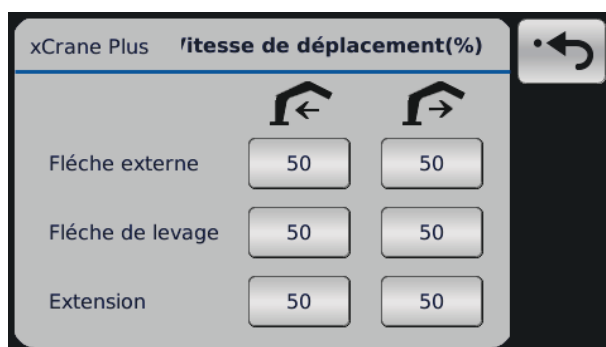 xCrane Plus 'itesse de déplacement(%)
Fléche externe 50 50
Fléche de levage 50 50
Extension 50 50